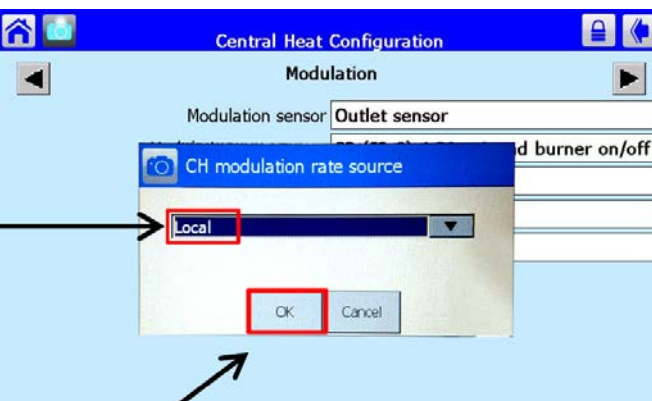 Central Heat Configuration
Modulation
Modulation sensor Outlet sensor
burner on/off
CH modulation rate source
Local
OK Cancel